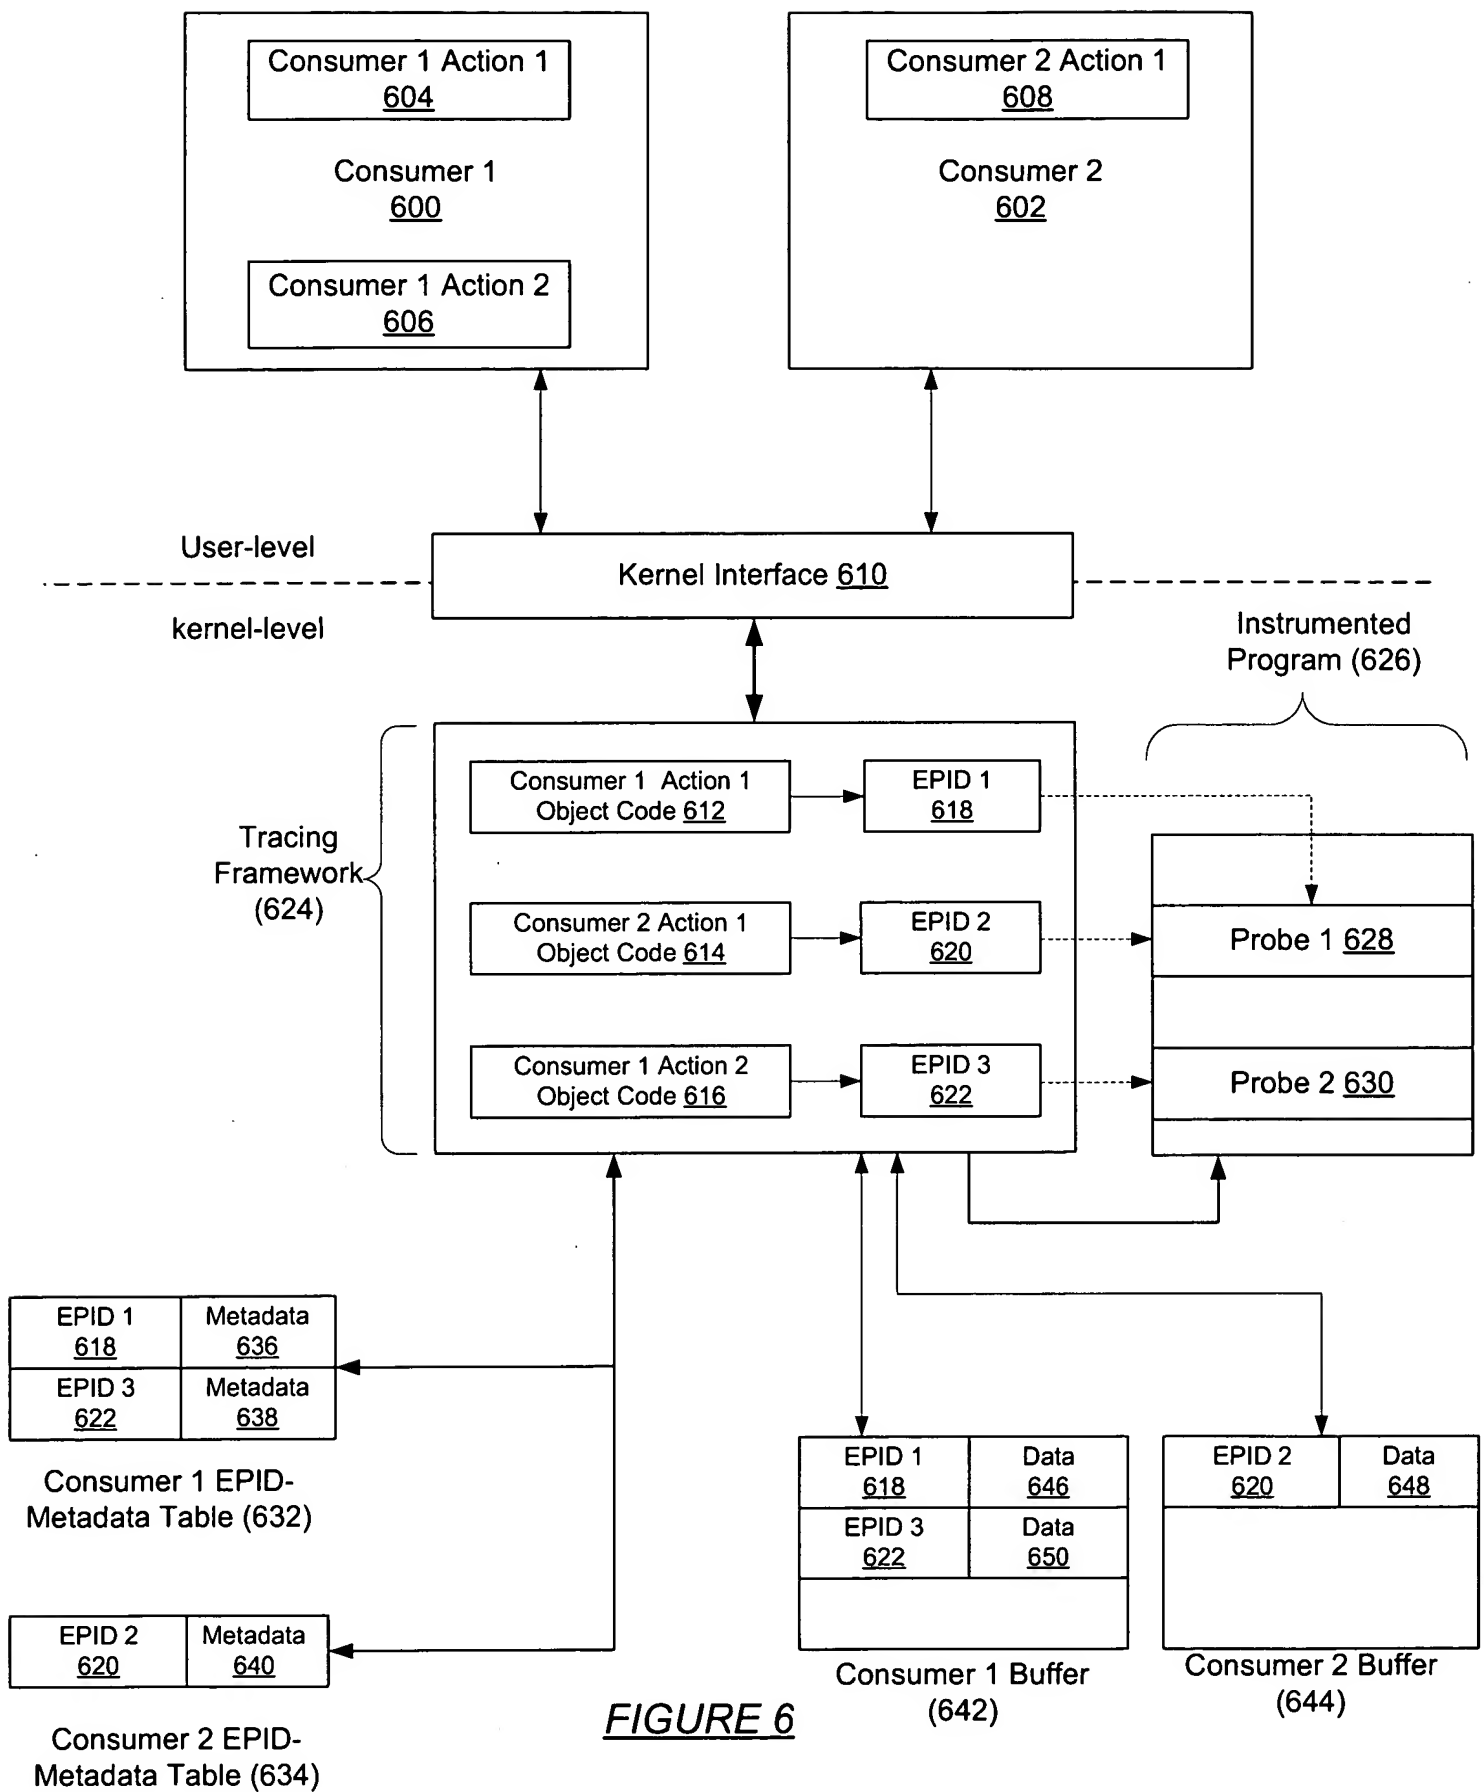 Consumer 1 Action 1
604
Consumer 1
600
Consumer 1 Action 2
606
Consumer 2 Action 1
608
Consumer 2
602
User-level
Kernel Interface 610
kernel-level
Instrumented
Program (626)
Tracing
Framework
(624)
Consumer 1 Action 1
Object Code 612
EPID 1
618
Consumer 2 Action 1
Object Code 614
EPID 2
620
Consumer 1 Action 2
Object Code 616
EPID 3
622
Probe 1 628
Probe 2 630
EPID 1
618
Metadata
636
EPID 3
622
Metadata
638
Consumer 1 EPID-
Metadata Table (632)
EPID 2
620
Metadata
640
Consumer 2 EPID-
Metadata Table (634)
EPID 1
618
Data
646
EPID 3
622
Data
650
Consumer 1 Buffer
(642)
EPID 2
620
Data
648
Consumer 2 Buffer
(644)
FIGURE 6